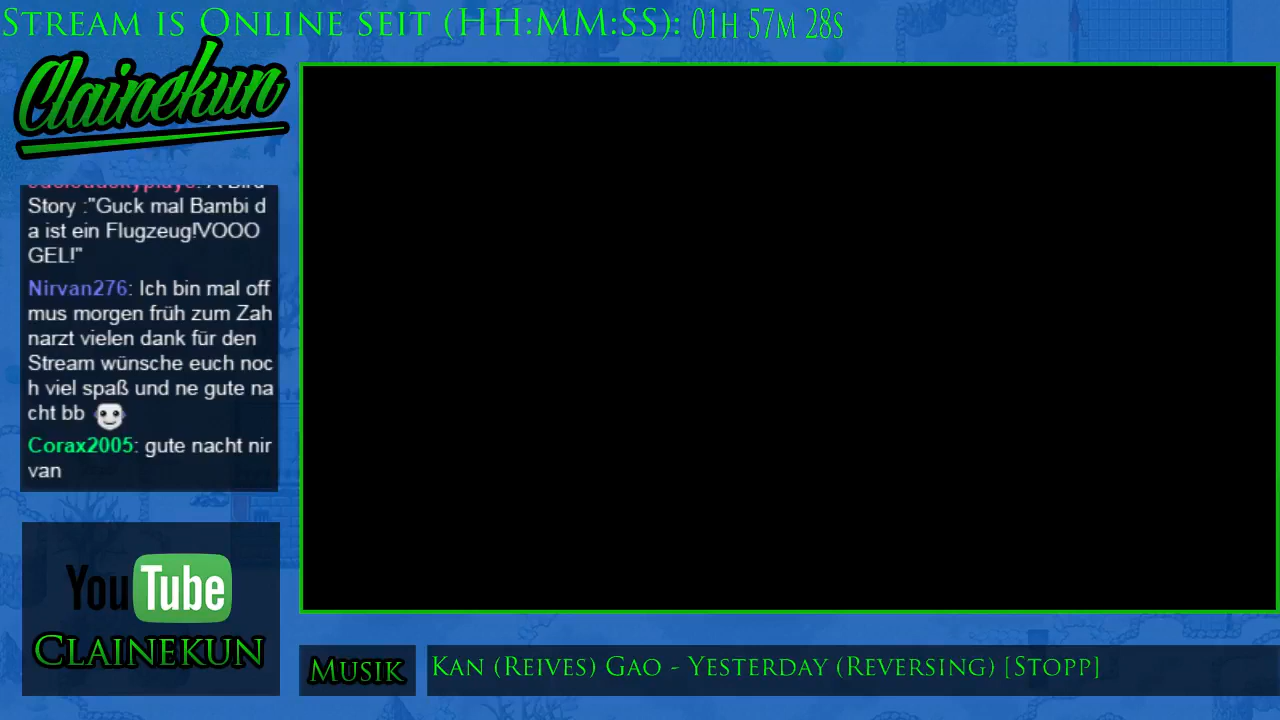 Stream is Online seit (HH:MM:SS): 01h 57m 28s
Clainekun
Story :"Guck mal Bambi d
a ist ein Flugzeug!VOOO
GEL!"
Nirvan276: Ich bin mal off
mus morgen früh zum Zah
narzt vielen dank für den
Stream wünsche euch noc
h viel spaß und ne gute na
cht bb
Corax2005: gute nacht nir
van
YouTube
Clainekun
Musik
Kan (Reives) Gao - Yesterday (Reversing) [Stopp]